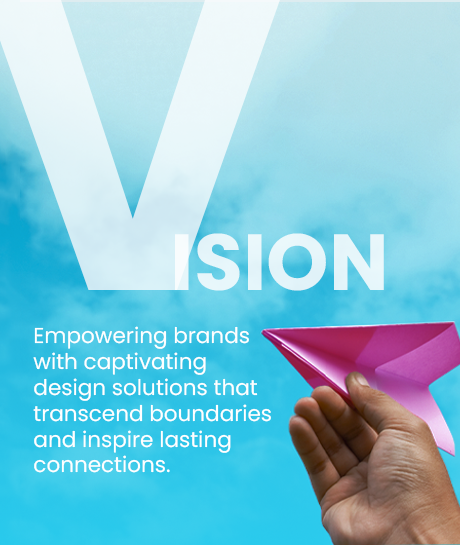 VISION
Empowering brands
with captivating
design solutions that
transcend boundaries
and inspire lasting
connections.